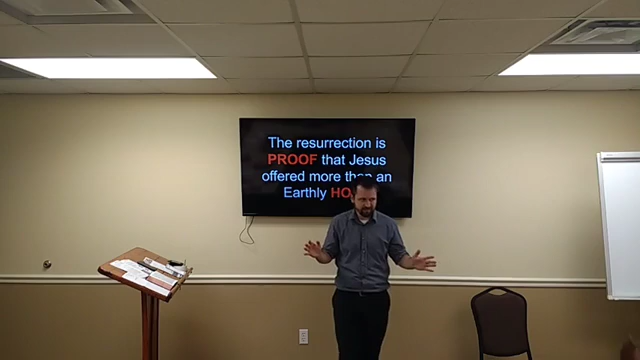 The resurrection is
PROOF that Jesus
offered more than an
Earthly